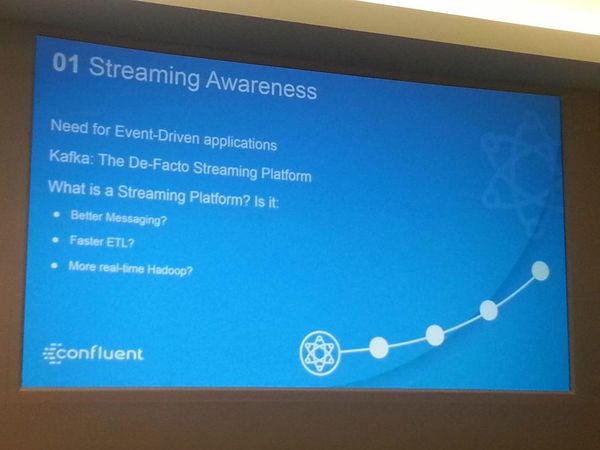 01 Streaming Awareness
Need for Event-Driven applications
Kafka: The De-Facto Streaming Platform
What is a Streaming Platform? Is it:
• Better Messaging?
• Faster ETL?
• More real-time Hadoop?
confluent